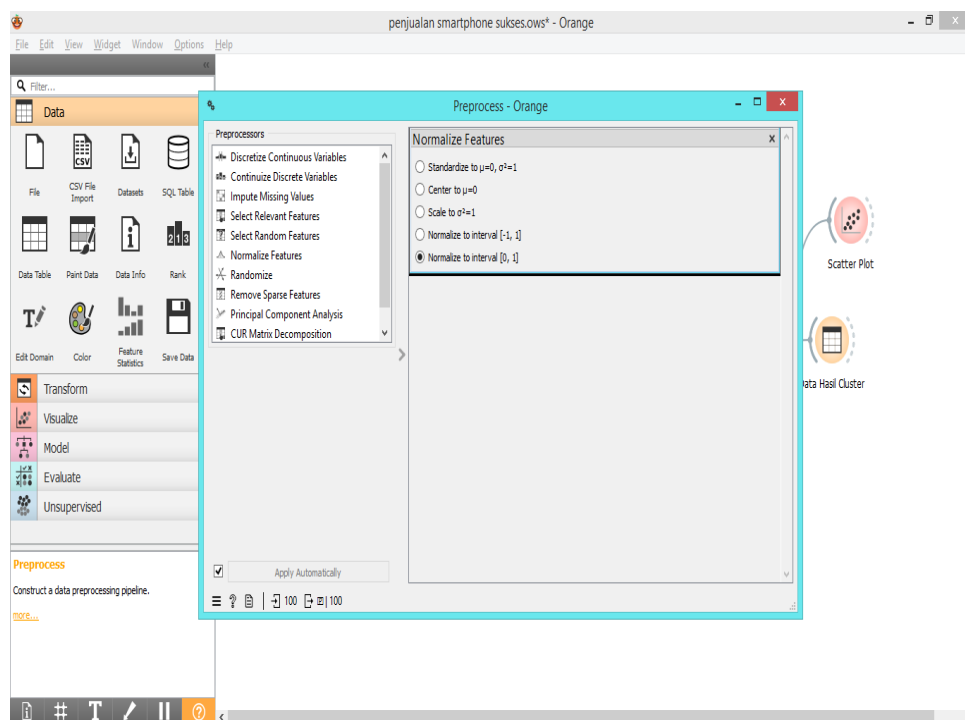 penjualan smartphone sukses.ows* - Orange
File Edit View Widget Window Options Help
Filter...
Data
File
CSV File Import
Datasets
SQL Table
Data Table
Paint Data
Data Info
Rank
Edit Domain
Color
Feature Statistics
Save Data
Transform
Visualize
Model
Evaluate
Unsupervised
Preprocess
Construct a data preprocessing pipeline.
more...
Preprocess - Orange
Preprocessors
Discretize Continuous Variables
Continuize Discrete Variables
Impute Missing Values
Select Relevant Features
Select Random Features
Normalize Features
Randomize
Remove Sparse Features
Principal Component Analysis
CUR Matrix Decomposition
Apply Automatically
100 100
Normalize Features x
Standardize to μ=0, σ²=1
Center to μ=0
Scale to σ²=1
Normalize to interval [-1, 1]
Normalize to interval [0, 1]
Scatter Plot
ata Hasil Cluster